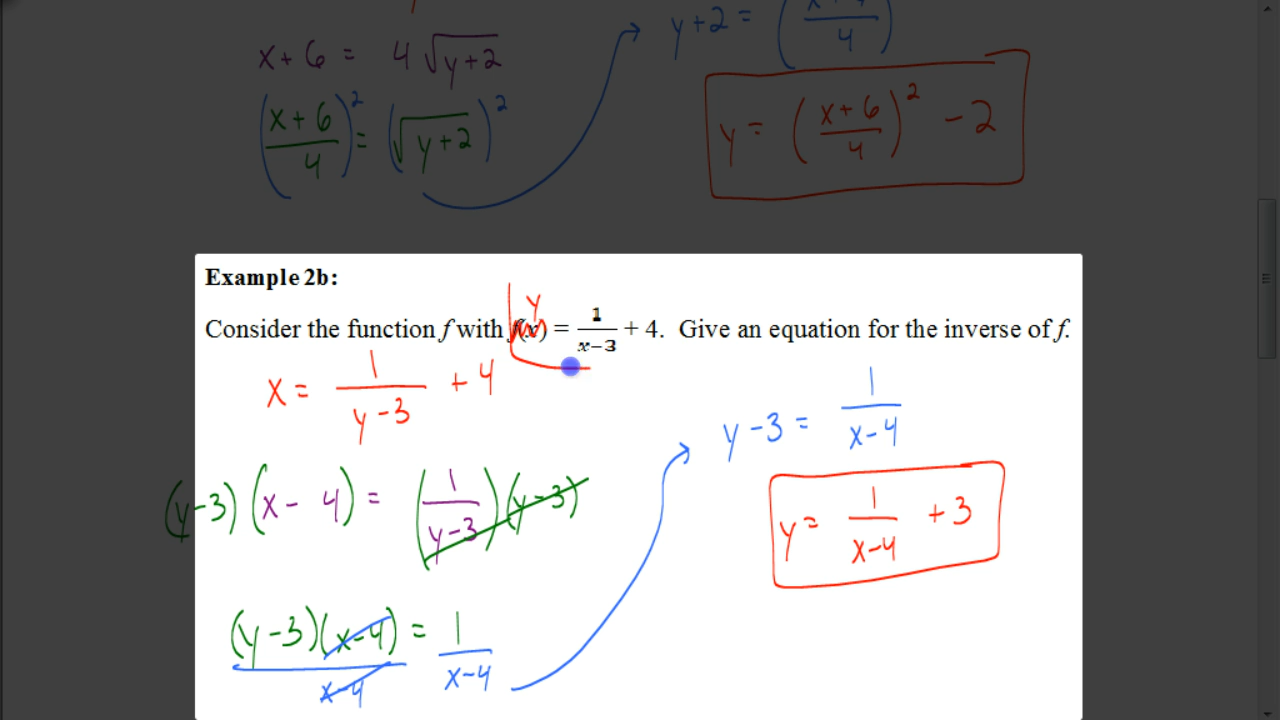 x + 6 = 4√(y+2)
((x+6)/4)² = (√(y+2))²
y + 2 = ( /4)
y = ((x+6)/4)² - 2
Example 2b:
Consider the function f with f(x) = 1/(x-3) + 4. Give an equation for the inverse of f.
y
x = 1/(y-3) + 4
(y-3)(x-4) = (1/(y-3))(y-3)
(y-3)(x-4)/(x-4) = 1/(x-4)
y - 3 = 1/(x-4)
y = 1/(x-4) + 3